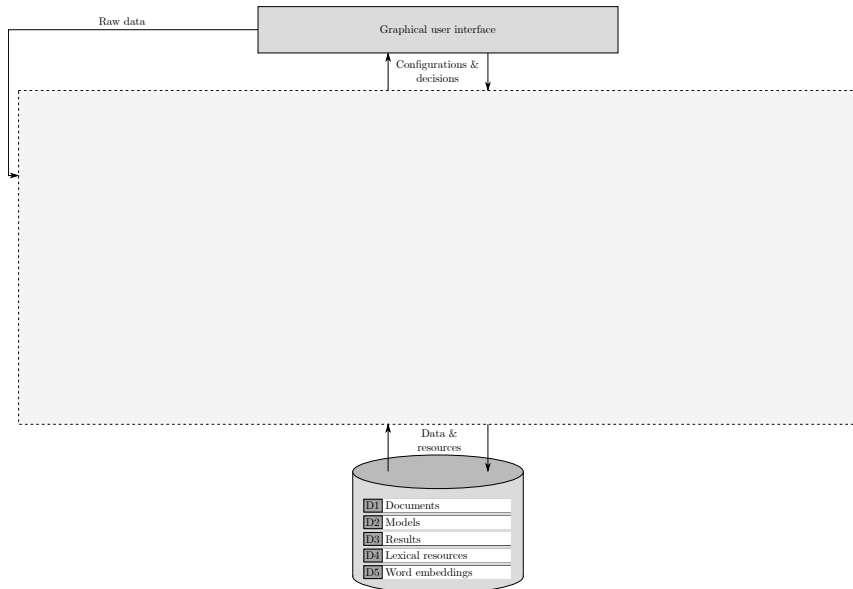 Raw data
Graphical user interface
Configurations &
decisions
Data &
resources
D1 Documents
D2 Models
D3 Results
D4 Lexical resources
D5 Word embeddings